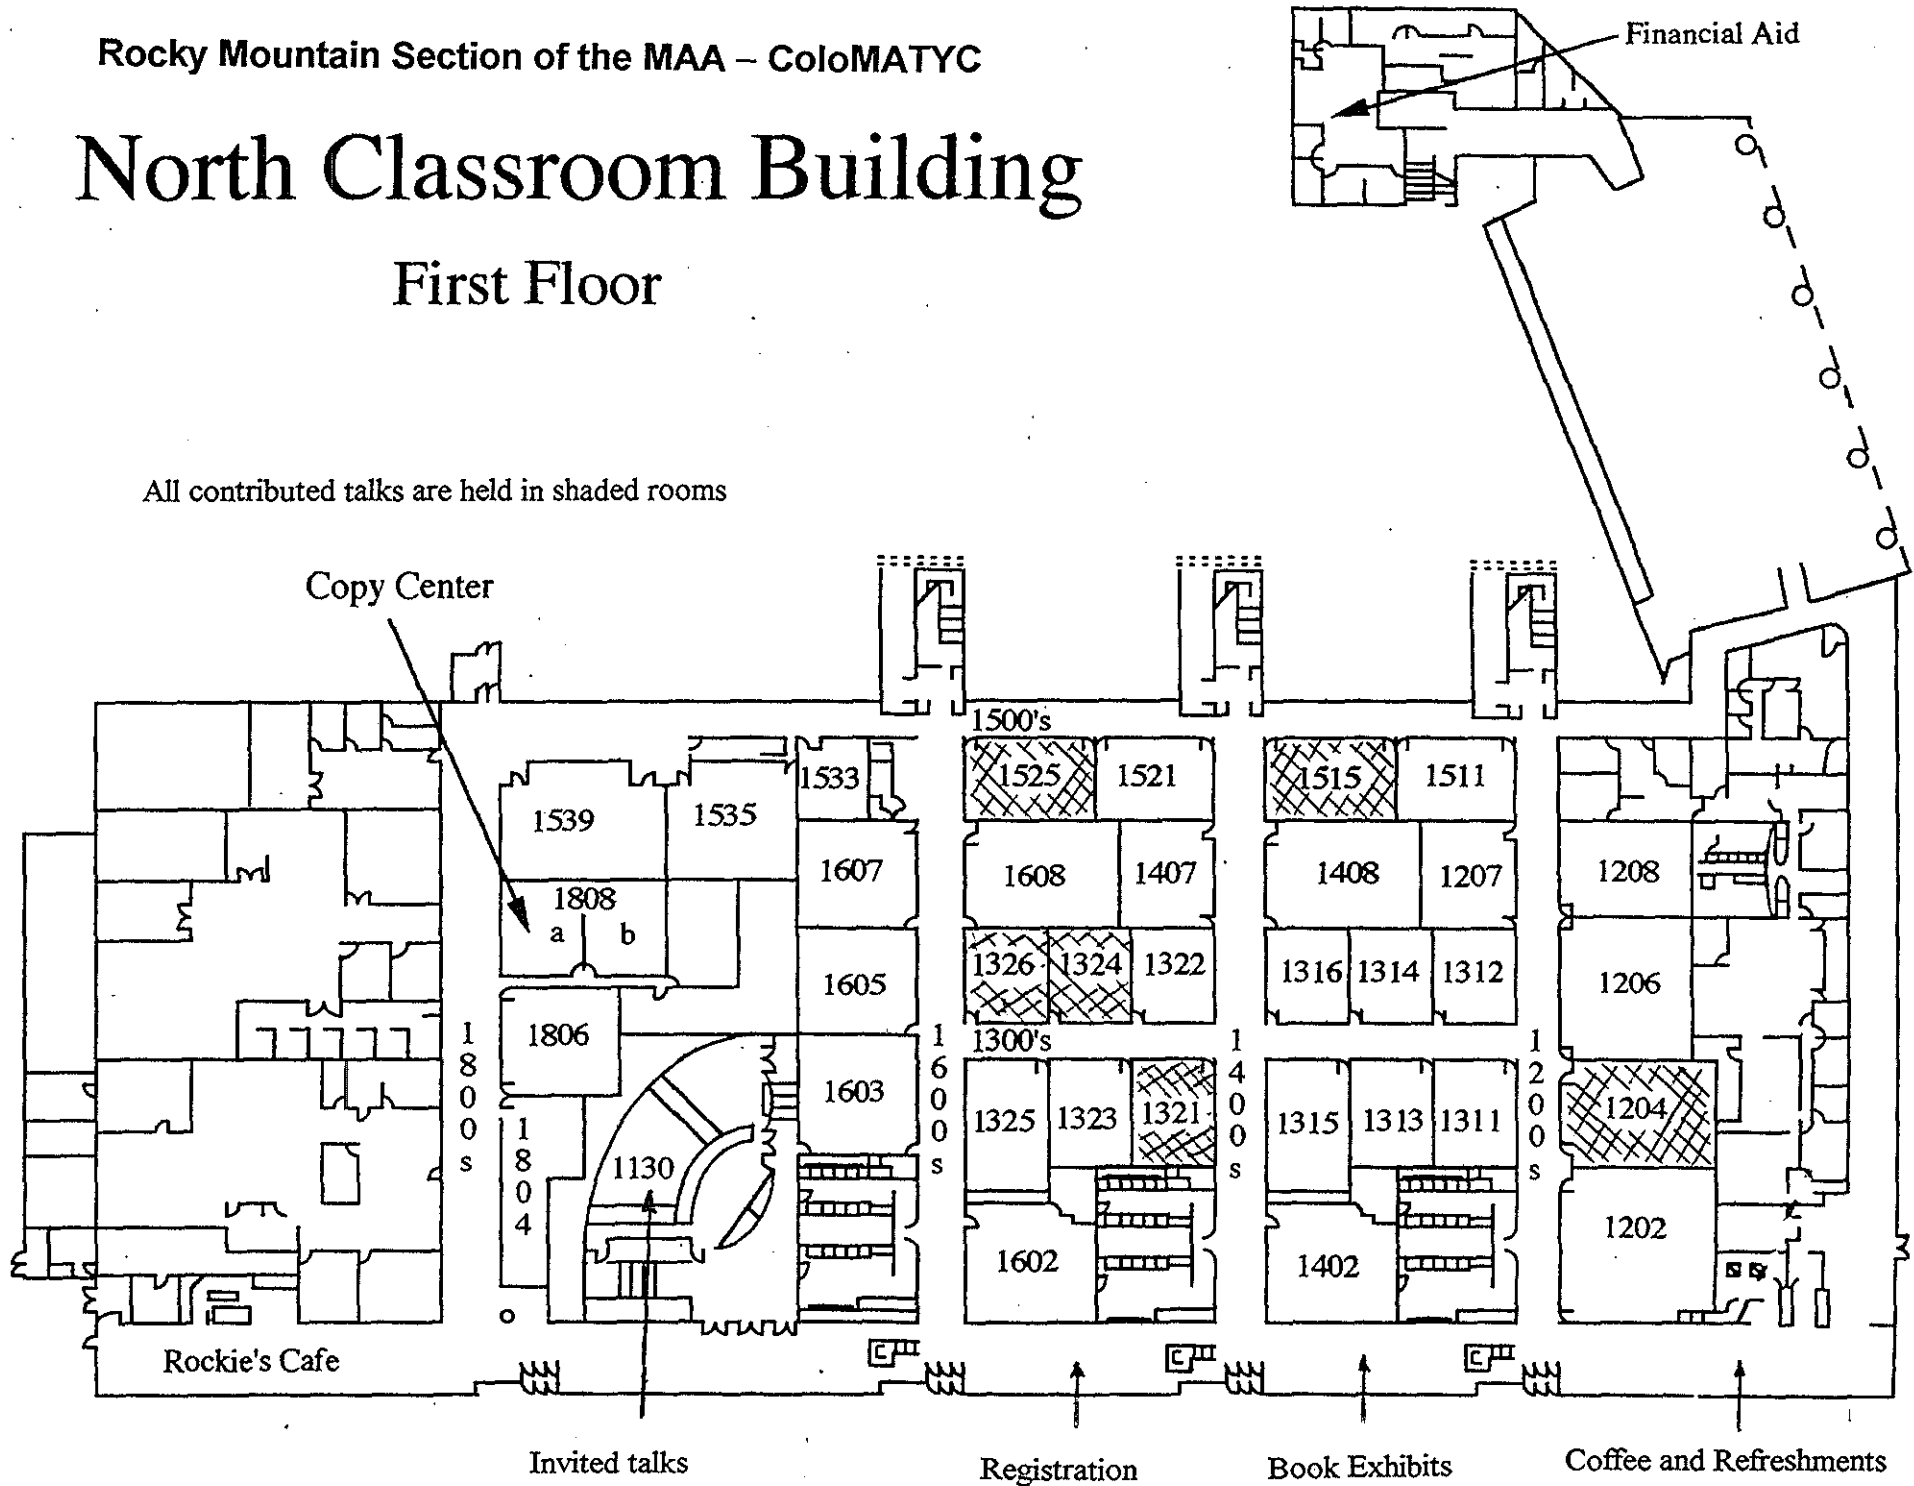 Rocky Mountain Section of the MAA – ColoMATYC
Financial Aid
North Classroom Building
First Floor
All contributed talks are held in shaded rooms
Copy Center
1500's
1533
1525
1521
1515
1511
1539
1535
1607
1608
1407
1408
1207
1208
1808
a
b
1326
1324
1322
1316
1314
1312
1605
1206
1806
1800s
1600s
1300's
1400s
1200s
1603
1325
1323
1321
1315
1313
1311
1204
1804
1130
1602
1402
1202
Rockie's Cafe
Invited talks
Registration
Book Exhibits
Coffee and Refreshments